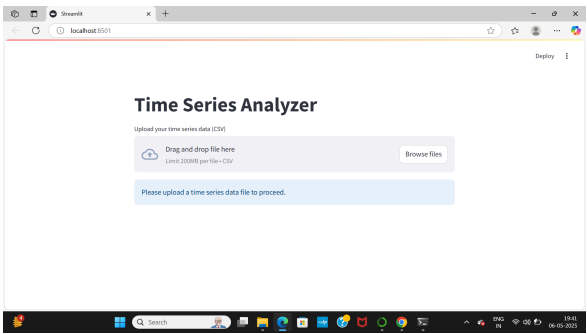 Streamlit
localhost:8501
Deploy
Time Series Analyzer
Upload your time series data (CSV)
Drag and drop file here
Limit 200MB per file • CSV
Browse files
Please upload a time series data file to proceed.
Search
ENG
IN
19:41
06-05-2025